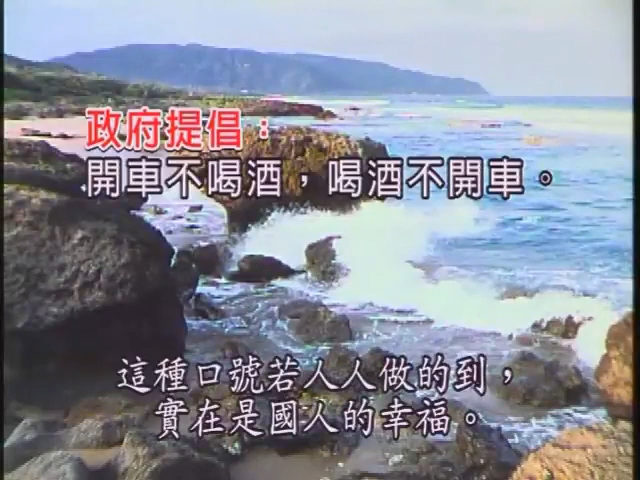 政府提倡：
開車不喝酒，喝酒不開車。
這種口號若人人做的到，
實在是國人的幸福。